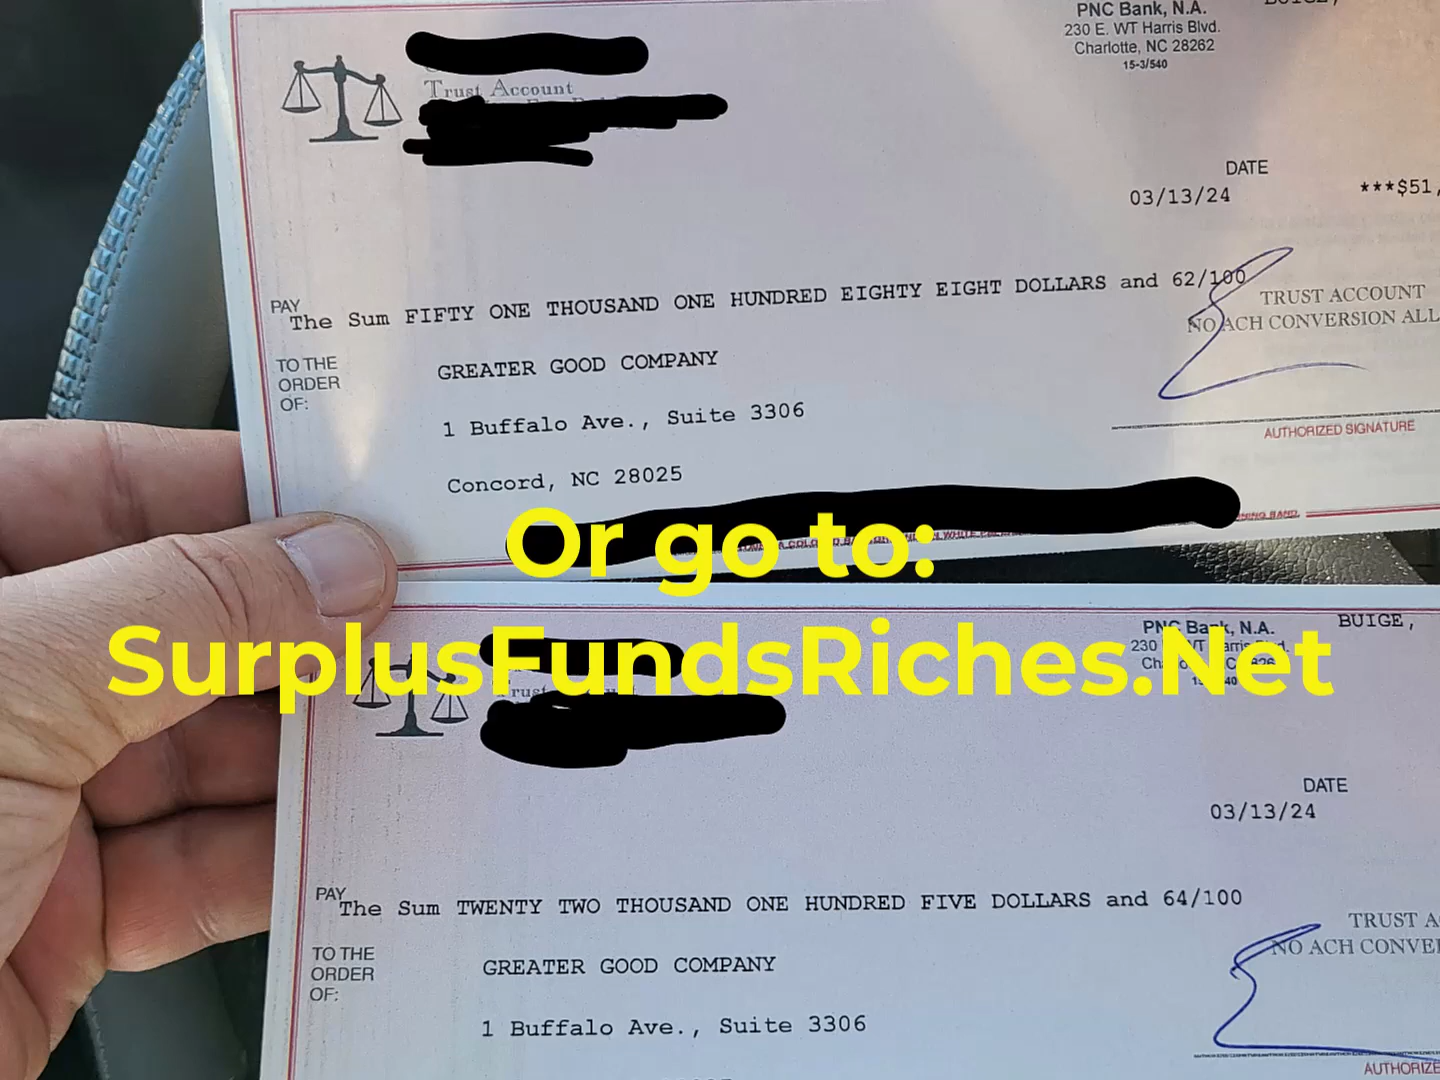 PNC Bank, N.A.
230 E. WT Harris Blvd.
Charlotte, NC 28262
15-3/540
Trust Account
DATE
03/13/24
***$51,
PAY
The Sum FIFTY ONE THOUSAND ONE HUNDRED EIGHTY EIGHT DOLLARS and 62/100
TRUST ACCOUNT
NO ACH CONVERSION ALL
TO THE
ORDER
OF:
GREATER GOOD COMPANY
1 Buffalo Ave., Suite 3306
Concord, NC 28025
AUTHORIZED SIGNATURE
Or go to:
SurplusFundsRiches.Net
PNC Bank, N.A.
BUIGE,
230
DATE
03/13/24
PAY
The Sum TWENTY TWO THOUSAND ONE HUNDRED FIVE DOLLARS and 64/100
TRUST A
NO ACH CONVE
TO THE
ORDER
OF:
GREATER GOOD COMPANY
1 Buffalo Ave., Suite 3306
AUTHORIZE